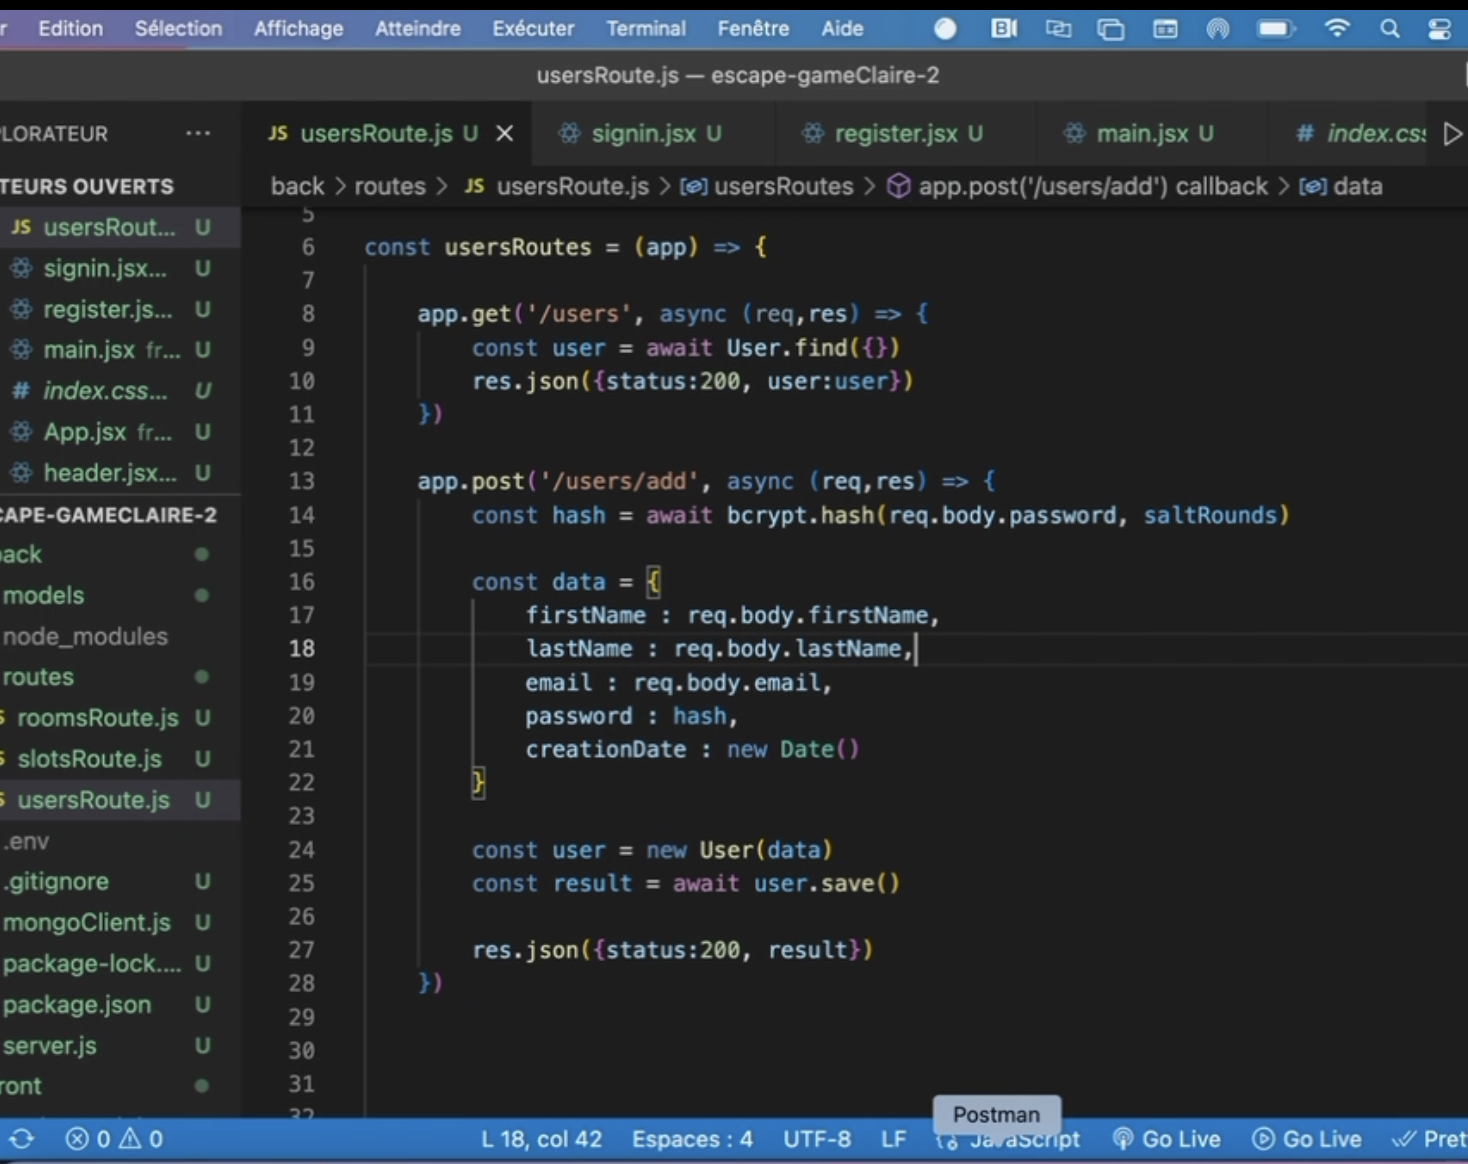 r Edition Sélection Affichage Atteindre Exécuter Terminal Fenêtre Aide
usersRoute.js — escape-gameClaire-2
LORATEUR ...
JS usersRoute.js U signin.jsx U register.jsx U main.jsx U # index.css
TEURS OUVERTS
back > routes > JS usersRoute.js > usersRoutes > app.post('/users/add') callback > data
JS usersRout... U
signin.jsx... U
register.js... U
main.jsx fr... U
# index.css... U
App.jsx fr... U
header.jsx... U
CAPE-GAMECLAIRE-2
back
models
node_modules
routes
S roomsRoute.js U
S slotsRoute.js U
S usersRoute.js U
.env
.gitignore U
mongoClient.js U
package-lock.... U
package.json U
server.js U
ront
5
6 const usersRoutes = (app) => {
7
8 app.get('/users', async (req,res) => {
9 const user = await User.find({})
10 res.json({status:200, user:user})
11 })
12
13 app.post('/users/add', async (req,res) => {
14 const hash = await bcrypt.hash(req.body.password, saltRounds)
15
16 const data = {
17 firstName : req.body.firstName,
18 lastName : req.body.lastName,
19 email : req.body.email,
20 password : hash,
21 creationDate : new Date()
22 }
23
24 const user = new User(data)
25 const result = await user.save()
26
27 res.json({status:200, result})
28 })
29
30
31
32
Postman
0 0 L 18, col 42 Espaces : 4 UTF-8 LF JavaScript Go Live Go Live Pret